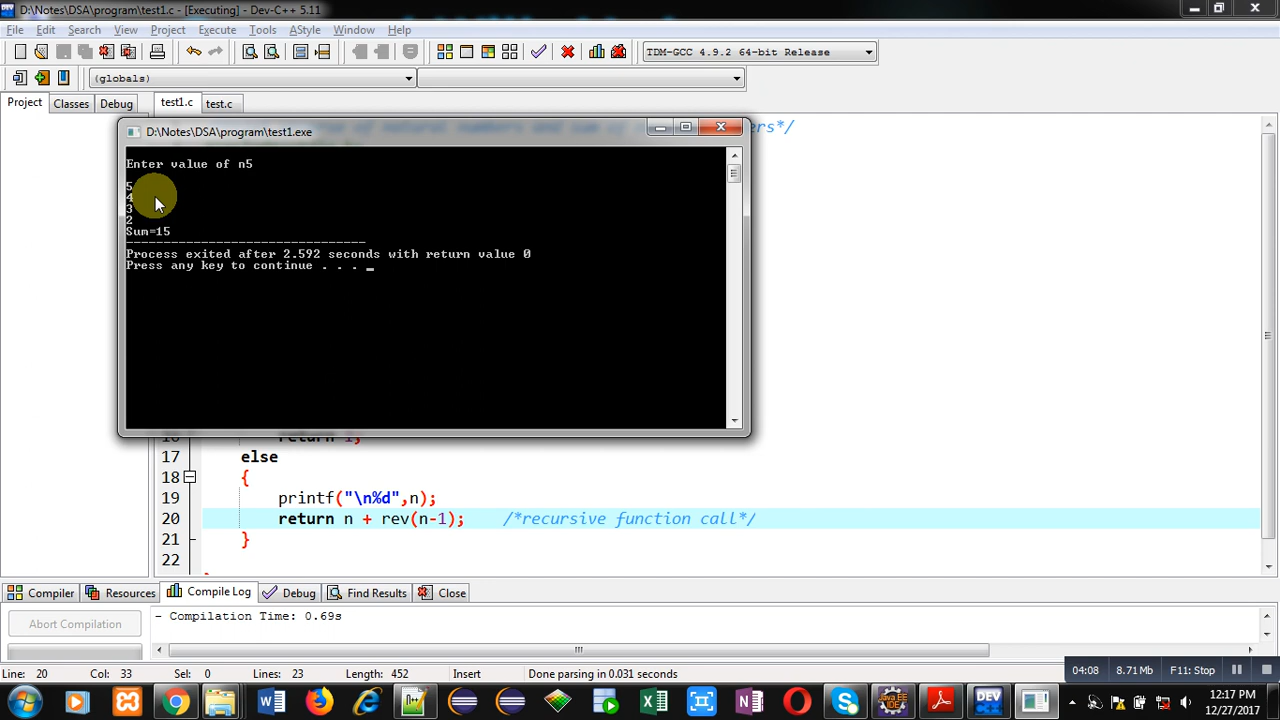 D:\Notes\DSA\program\test1.c - [Executing] - Dev-C++ 5.11
File Edit Search View Project Execute Tools AStyle Window Help
TDM-GCC 4.9.2 64-bit Release
(globals)
Project Classes Debug test1.c test.c
D:\Notes\DSA\program\test1.exe
Enter value of n5
5
4
3
2
Sum=15
--------------------------------
Process exited after 2.592 seconds with return value 0
Press any key to continue . . . _
17 else
18 {
19 printf("\n%d",n);
20 return n + rev(n-1); /*recursive function call*/
21 }
22
Compiler Resources Compile Log Debug Find Results Close
- Compilation Time: 0.69s
Abort Compilation
Line: 20 Col: 33 Sel: 0 Lines: 23 Length: 452 Insert Done parsing in 0.031 seconds
04:08 8.71 Mb F11: Stop
12:17 PM
12/27/2017